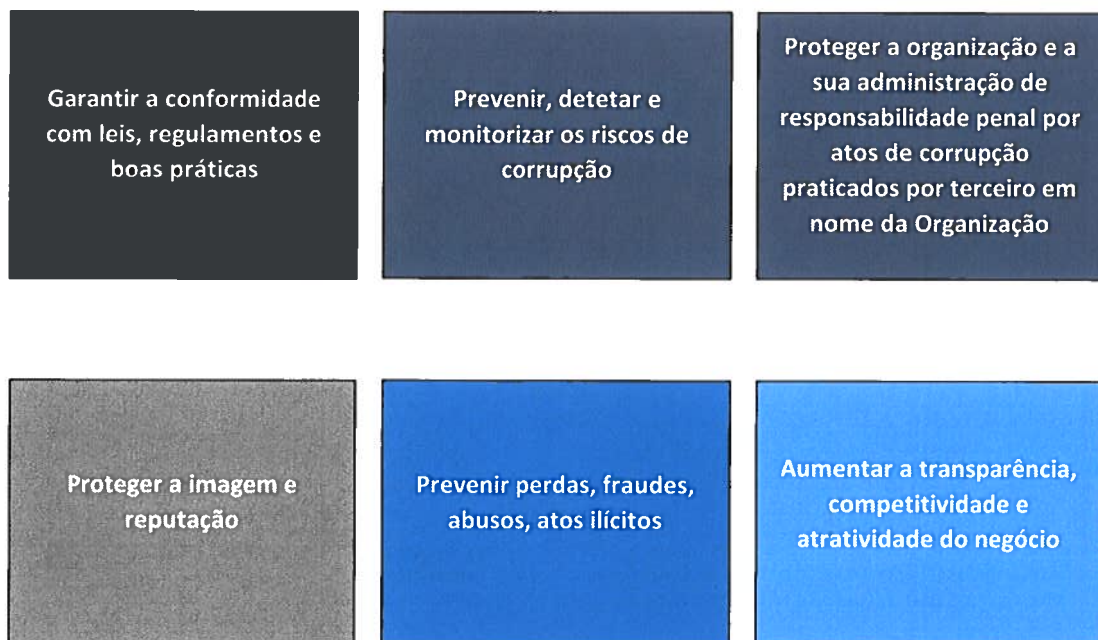 Garantir a conformidade
com leis, regulamentos e
boas práticas
Prevenir, detetar e
monitorizar os riscos de
corrupção
Proteger a organização e a
sua administração de
responsabilidade penal por
atos de corrupção
praticados por terceiro em
nome da Organização
Proteger a imagem e
reputação
Prevenir perdas, fraudes,
abusos, atos ilícitos
Aumentar a transparência,
competitividade e
atratividade do negócio